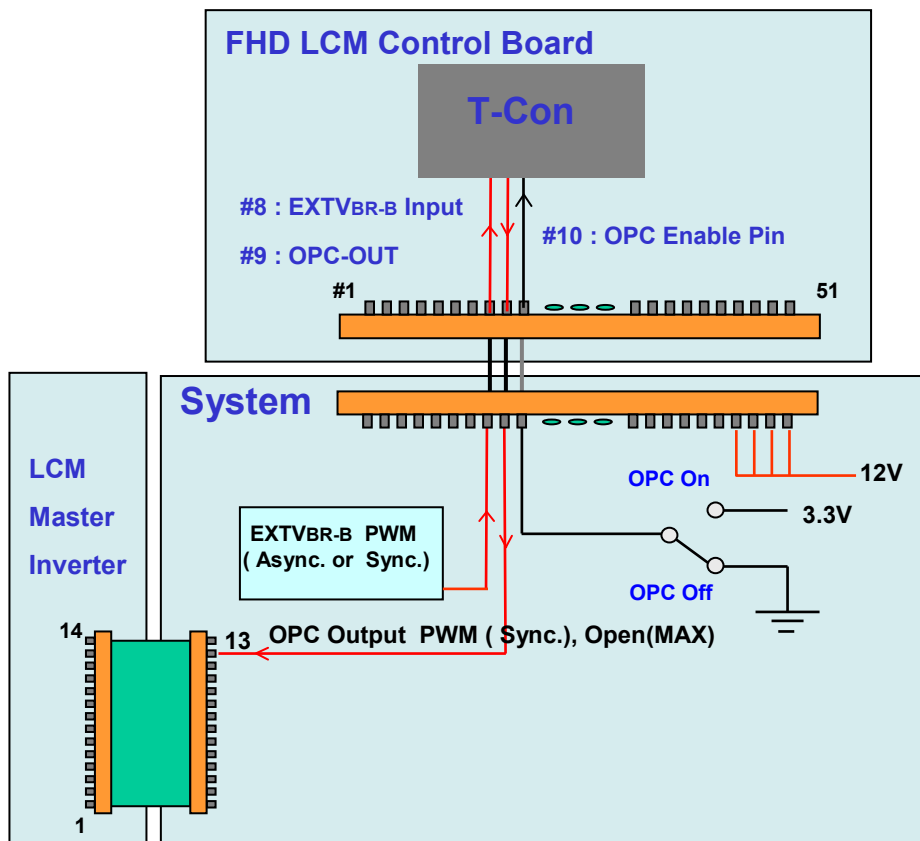 FHD LCM Control Board
T-Con
#8 : EXTVBR-B Input
#9 : OPC-OUT
#10 : OPC Enable Pin
#1
51
System
LCM
Master
Inverter
12V
OPC On
3.3V
EXTVBR-B PWM
( Async. or Sync.)
OPC Off
14
13
OPC Output PWM ( Sync.), Open(MAX)
1